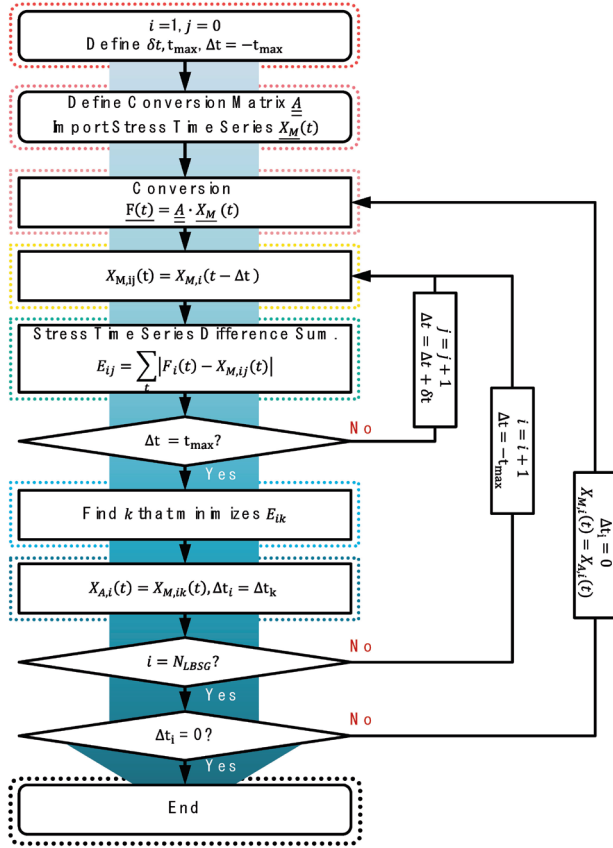 i=1, j = 0
Define δt, t_max, Δt = −t_max
Define Conversion Matrix A
Import Stress Time Series X_M(t)
Conversion
F(t) = A · X_M (t)
X_M,ij(t) = X_M,i(t − Δt)
Stress Time Series Difference Sum.
E_ij = ∑_t |F_i(t) − X_M,ij(t)|
Δt = t_max?
No
Yes
j = j + 1
Δt = Δt + δt
Find k that minimizes E_ik
X_A,i(t) = X_M,ik(t), Δt_i = Δt_k
i = N_LBSG?
No
Yes
i = i + 1
Δt = −t_max
Δt_i = 0?
No
Yes
Δt_i = 0
X_M,i(t) = X_A,i(t)
End